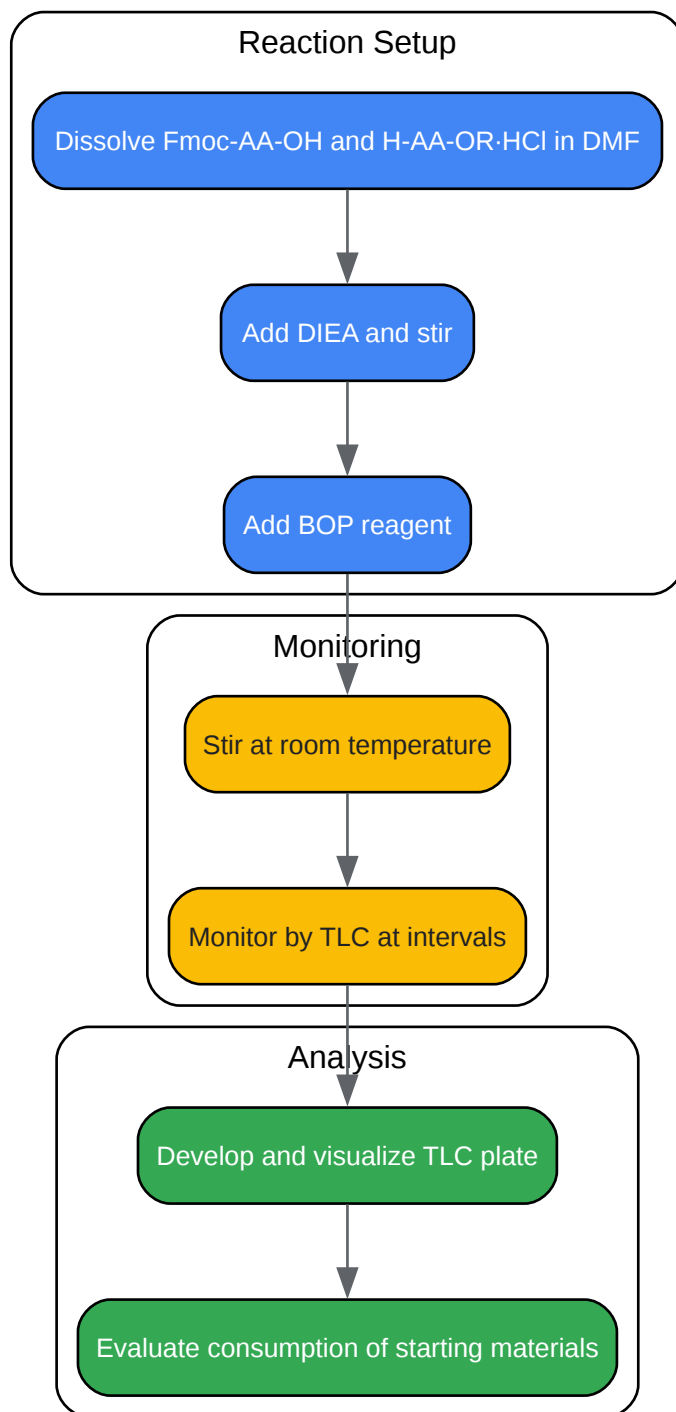 Reaction Setup
Dissolve Fmoc-AA-OH and H-AA-OR·HCl in DMF
Add DIEA and stir
Add BOP reagent
Monitoring
Stir at room temperature
Monitor by TLC at intervals
Analysis
Develop and visualize TLC plate
Evaluate consumption of starting materials